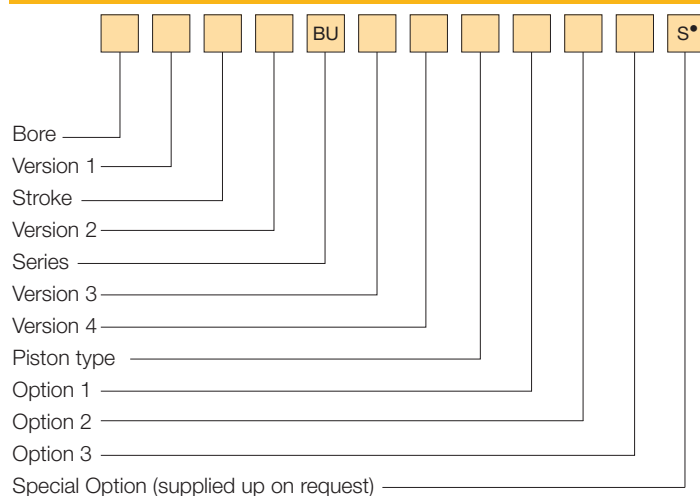 BU S•
Bore
Version 1
Stroke
Version 2
Series
Version 3
Version 4
Piston type
Option 1
Option 2
Option 3
Special Option (supplied up on request)